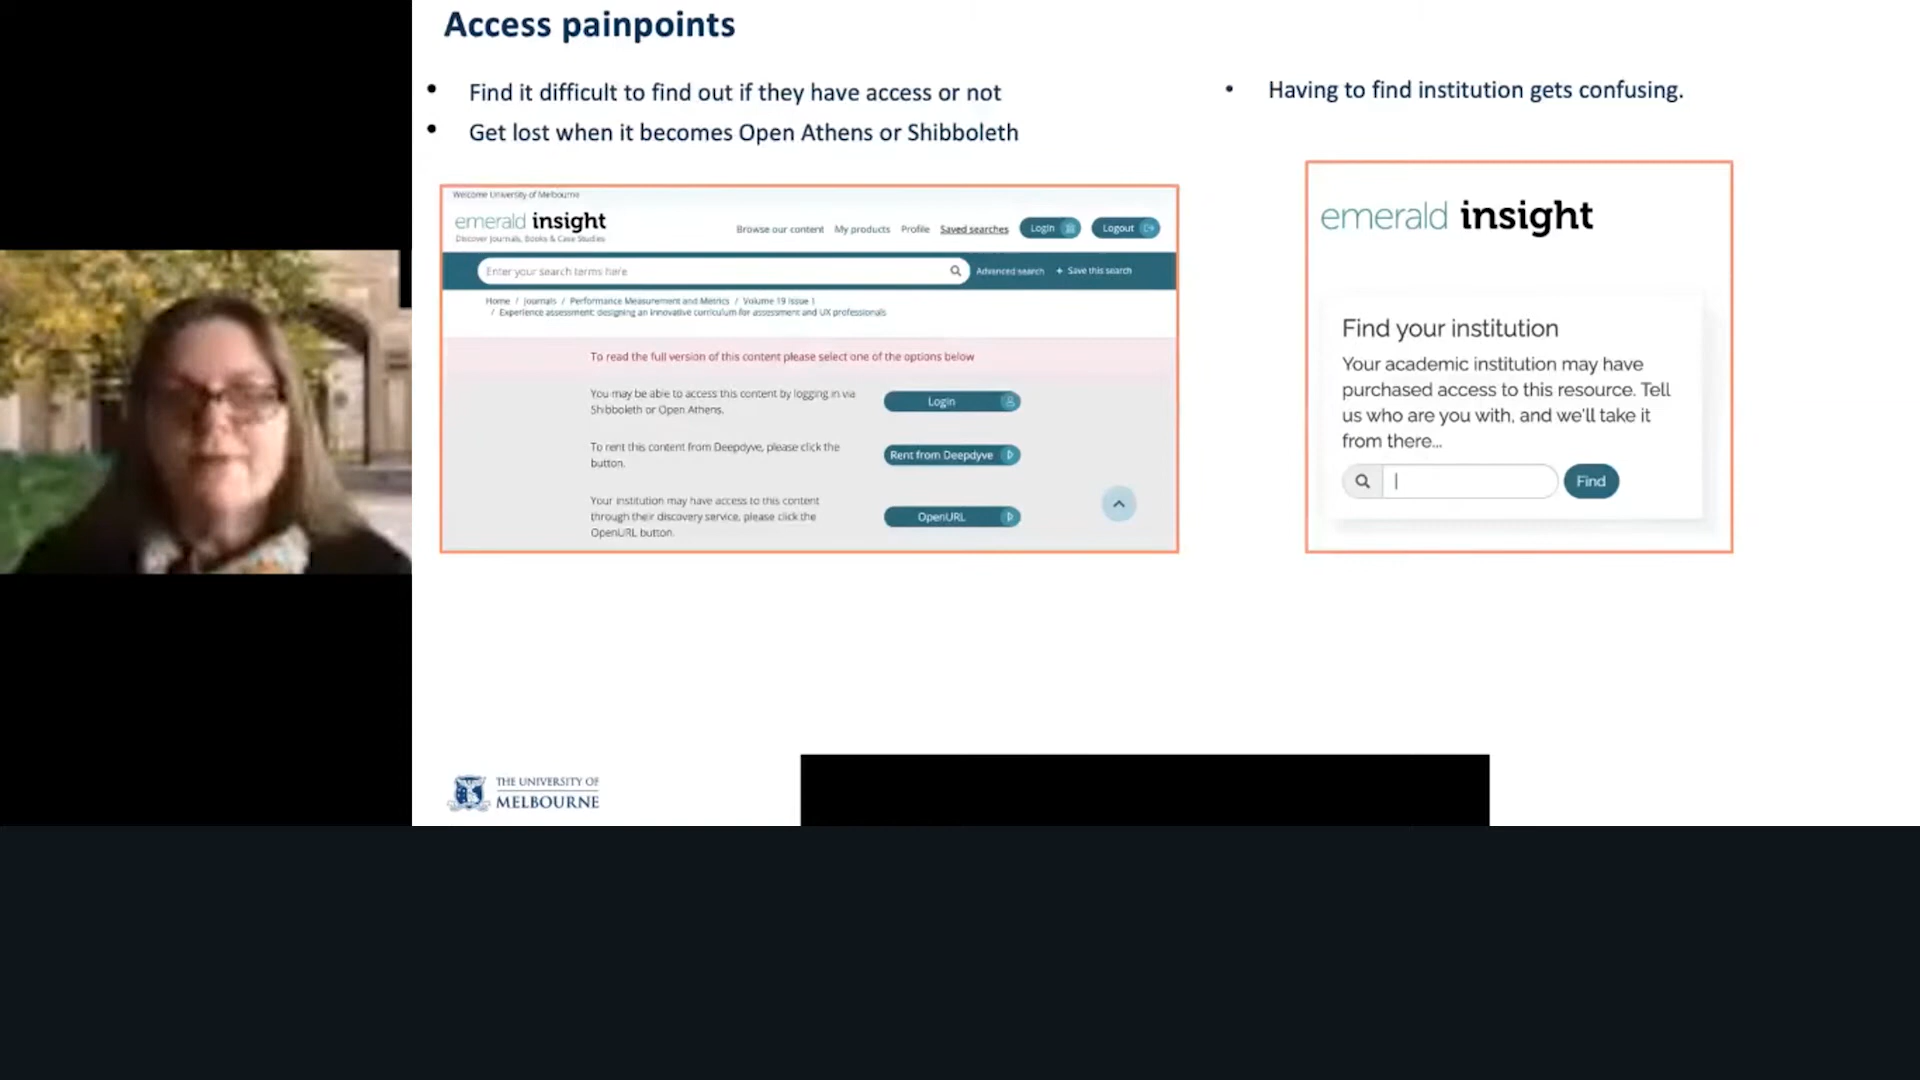 Access painpoints
• Find it difficult to find out if they have access or not
• Get lost when it becomes Open Athens or Shibboleth
Welcome University of Melbourne
emerald insight
Discover Journals, Books & Case Studies
Browse our content My products Profile Saved searches Login Logout
Enter your search terms here
Advanced search + Save this search
Home / Journals / Performance Measurement and Metrics / Volume 19 Issue 1
/ Experience assessment: designing an innovative curriculum for assessment and UX professionals
To read the full version of this content please select one of the options below
You may be able to access this content by logging in via
Shibboleth or Open Athens.
Login
To rent this content from Deepdyve, please click the
button.
Rent from Deepdyve
Your institution may have access to this content
through their discovery service, please click the
OpenURL button.
OpenURL
• Having to find institution gets confusing.
emerald insight
Find your institution
Your academic institution may have
purchased access to this resource. Tell
us who are you with, and we'll take it
from there...
Find
THE UNIVERSITY OF
MELBOURNE